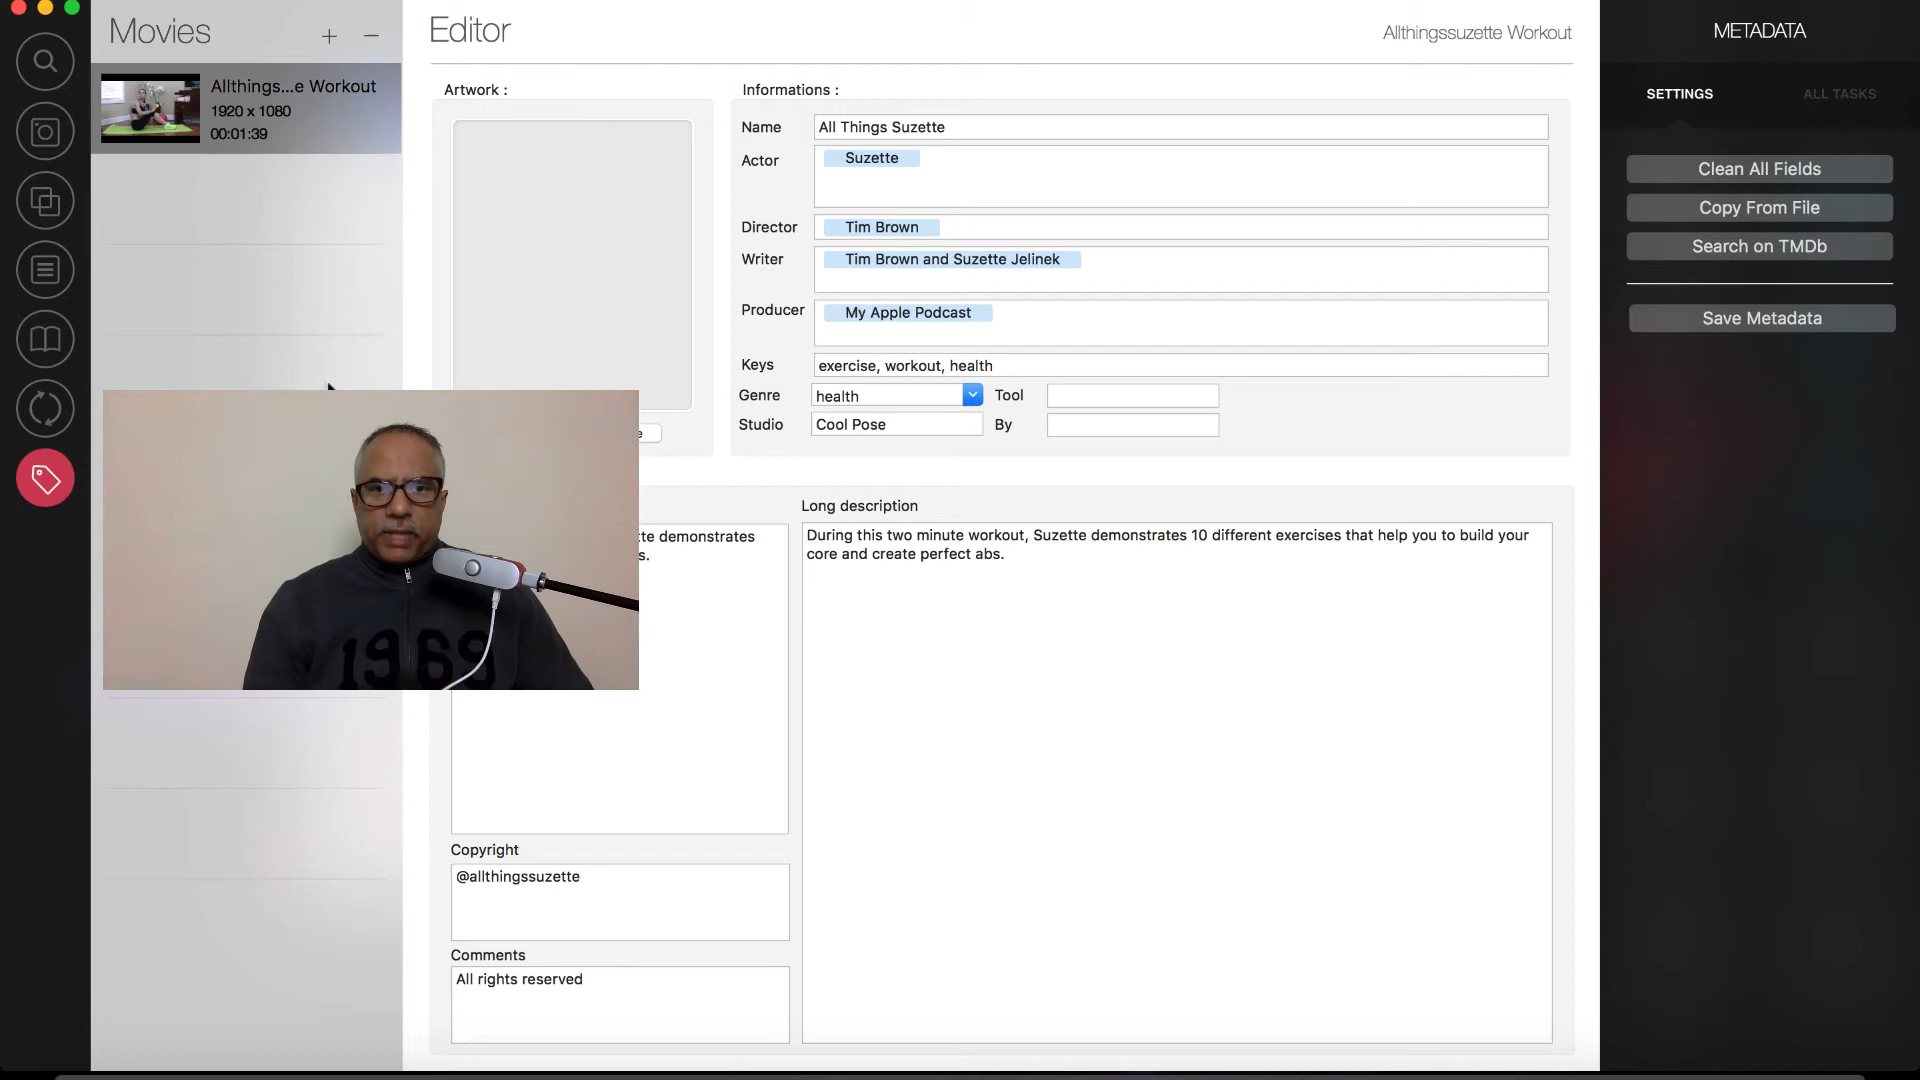 Movies
+ −
Allthings...e Workout
1920 x 1080
00:01:39
Editor
Allthingssuzette Workout
Artwork :
Informations :
Name
All Things Suzette
Actor
Suzette
Director
Tim Brown
Writer
Tim Brown and Suzette Jelinek
Producer
My Apple Podcast
Keys
exercise, workout, health
Genre
health
Tool
Studio
Cool Pose
By
demonstrates
Long description
During this two minute workout, Suzette demonstrates 10 different exercises that help you to build your
core and create perfect abs.
1969
Copyright
@allthingssuzette
Comments
All rights reserved
METADATA
SETTINGS
ALL TASKS
Clean All Fields
Copy From File
Search on TMDb
Save Metadata